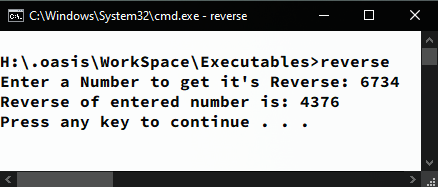 C:\Windows\System32\cmd.exe - reverse
H:\.oasis\WorkSpace\Executables>reverse
Enter a Number to get it's Reverse: 6734
Reverse of entered number is: 4376
Press any key to continue . . .